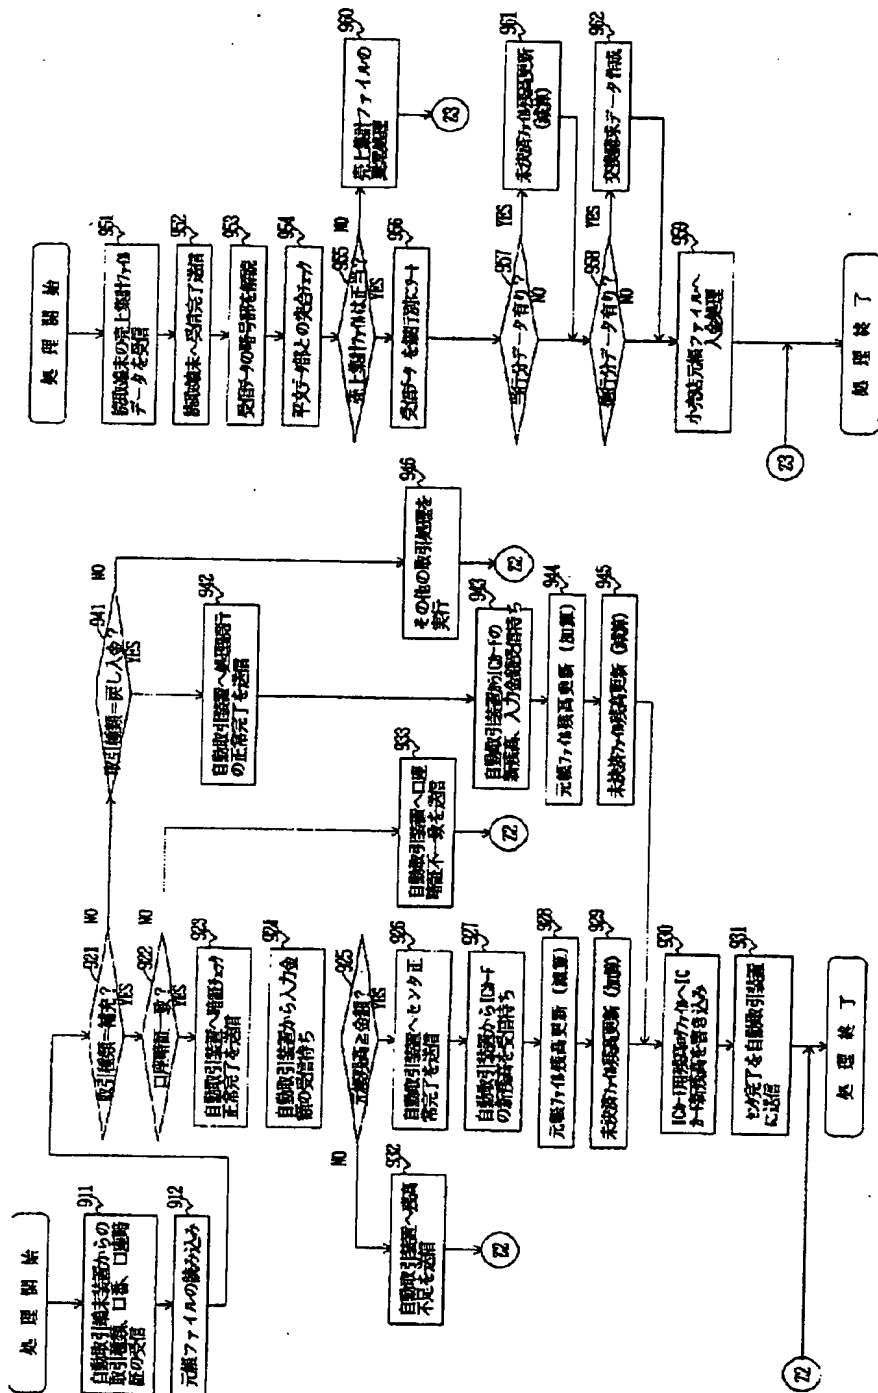 処理開始
911
自動取引端末装置からの
取引種類、口番、口座暗
証の受信
912
元帳ファイルの読み込み
921
取引種類=補充?
NO
YES
922
口座暗証一致?
NO
YES
923
自動取引装置へ暗証チェック
正常完了を送信
924
自動取引装置から入力金
額の受信待ち
925
元帳残高≧金額?
NO
YES
926
自動取引装置へセンタ正
常完了を送信
927
自動取引装置からICカード
の新残高を受信待ち
928
元帳ファイル残高更新(減算)
929
未決済ファイル残高更新(加算)
930
ICカード用残高のファイルへIC
カード新残高を書き込み
931
センタ完了を自動取引装置
に送信
Z2
処理終了
932
自動取引装置へ残高
不足を送信
Z2
933
自動取引装置へ口座
暗証不一致を送信
Z2
941
取引種類=戻し入金?
NO
YES
942
自動取引装置へ処理続行
の正常完了を送信
943
自動取引装置からICカードの
新残高、入力金額受信待ち
944
元帳ファイル残高更新(加算)
945
未決済ファイル残高更新(減算)
946
その他の取引処理を
実行
Z2
処理開始
951
読取端末の売上集計ファイル
データを受信
952
読取端末へ受信完了送信
953
受信データの暗号部を解読
954
平文データ部との突合チェック
955
売上集計ファイルは正当?
NO
YES
956
受信データを銀行別にソート
957
当行分データ有り?
YES
NO
958
他行分データ有り?
YES
NO
959
小売店元帳ファイルへ
入金処理
Z3
処理終了
960
売上集計ファイルの
異常処理
Z3
961
未決済ファイル残高更新
(減算)
962
交換請求データ作成